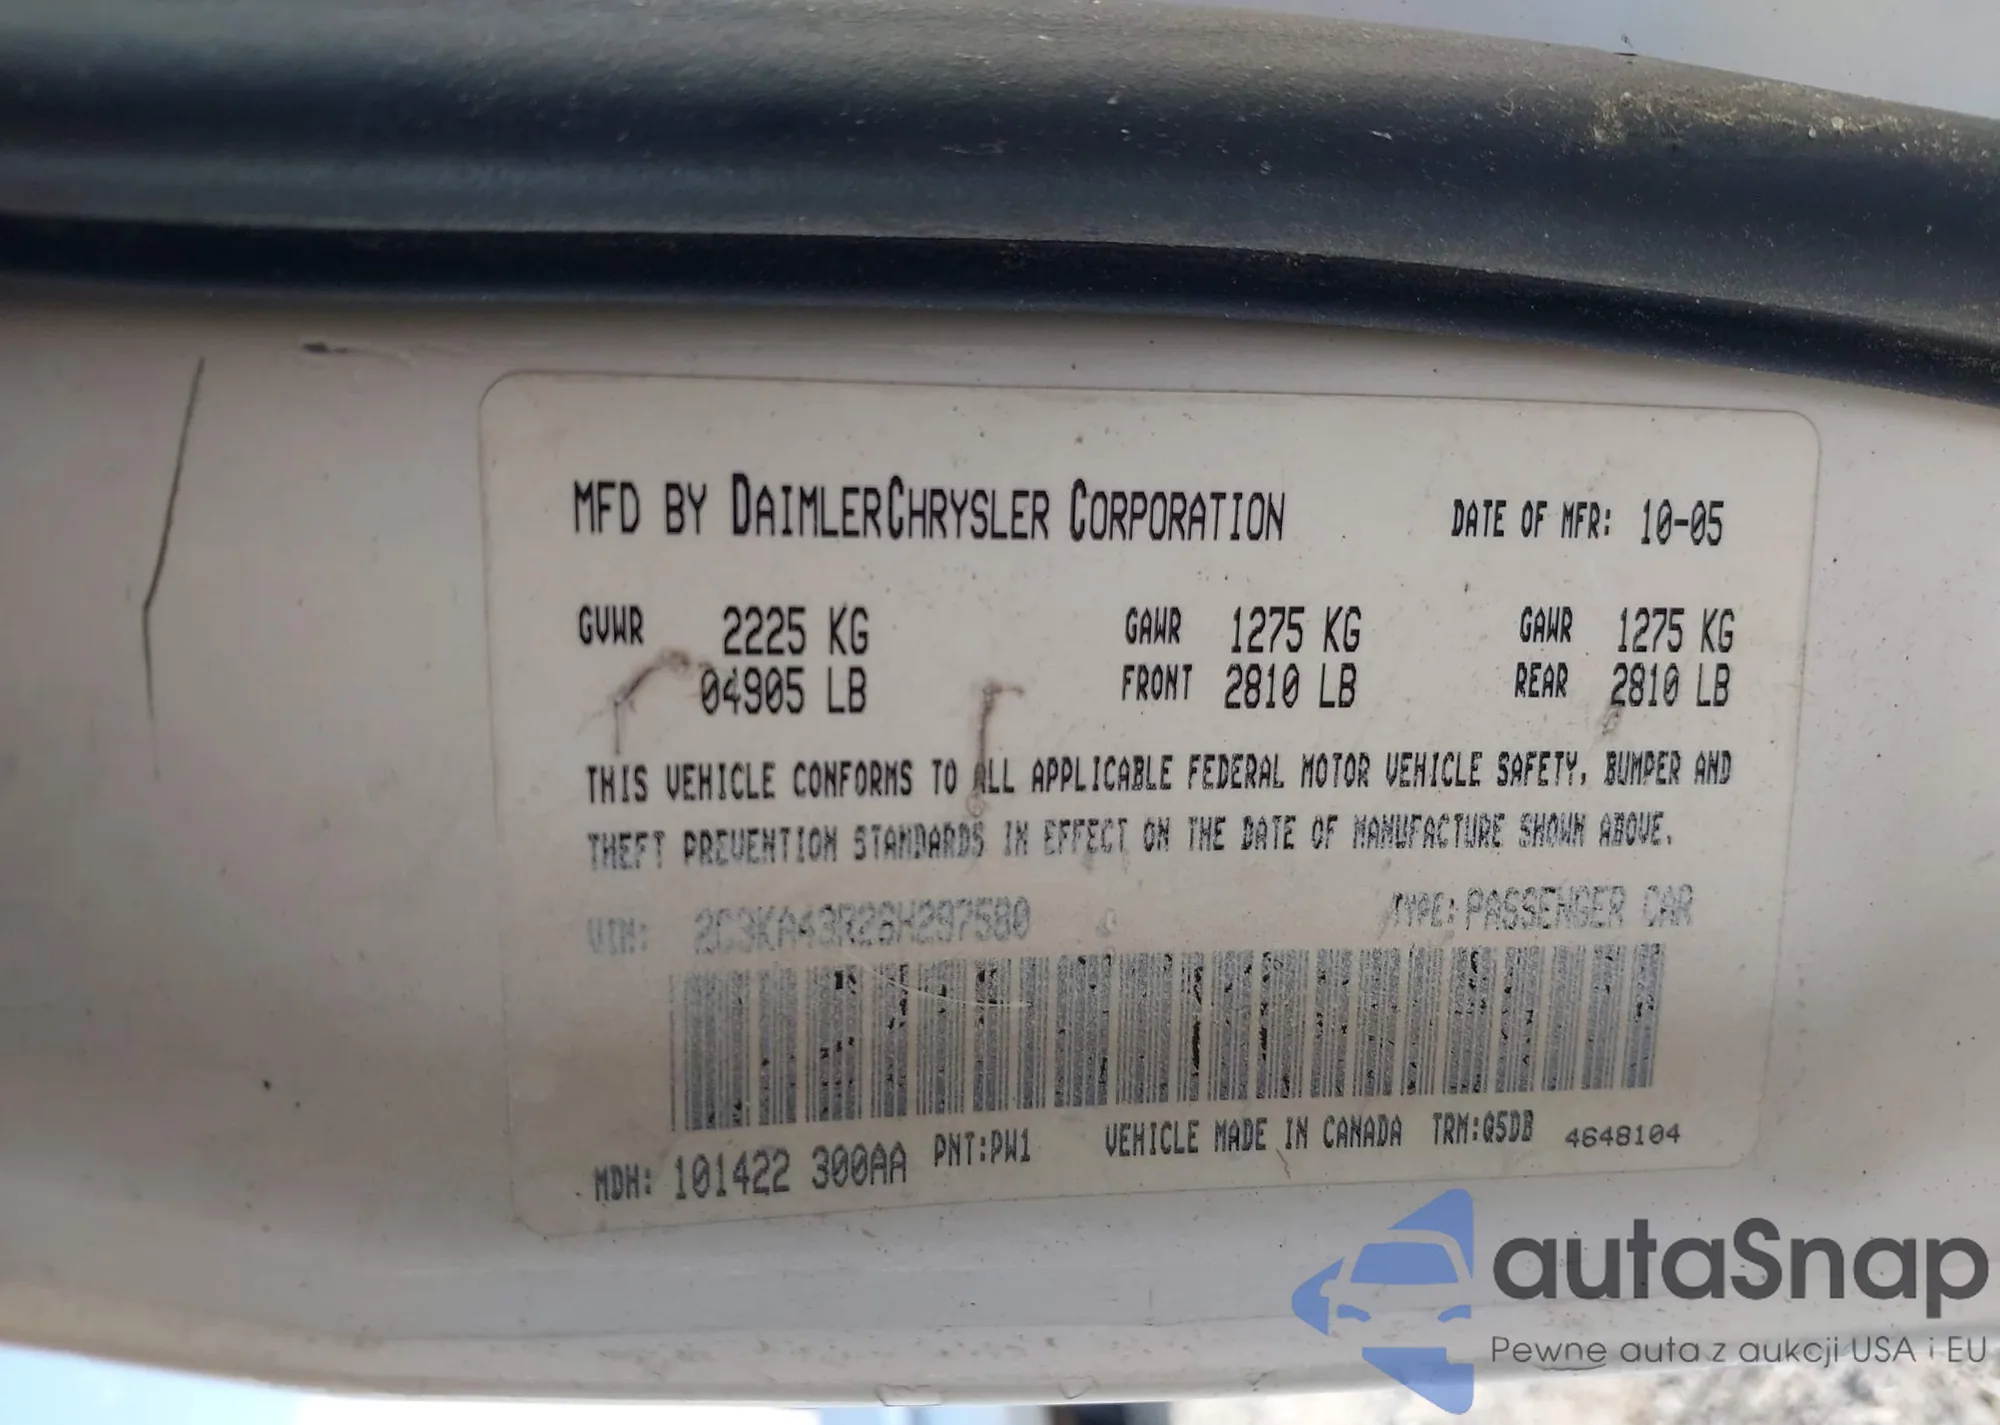 MFD BY DAIMLERCHRYSLER CORPORATION DATE OF MFR: 10-05
GVWR 2225 KG GAWR 1275 KG GAWR 1275 KG
04905 LB FRONT 2810 LB REAR 2810 LB
THIS VEHICLE CONFORMS TO ALL APPLICABLE FEDERAL MOTOR VEHICLE SAFETY, BUMPER AND
THEFT PREVENTION STANDARDS IN EFFECT ON THE DATE OF MANUFACTURE SHOWN ABOVE.
VIN: 2C3KA43R26H297580 TYPE: PASSENGER CAR
MDH: 101422 300AA PNT:PW1 VEHICLE MADE IN CANADA TRM:Q5DB 4648104
autaSnap
Pewne auta z aukcji USA i EU